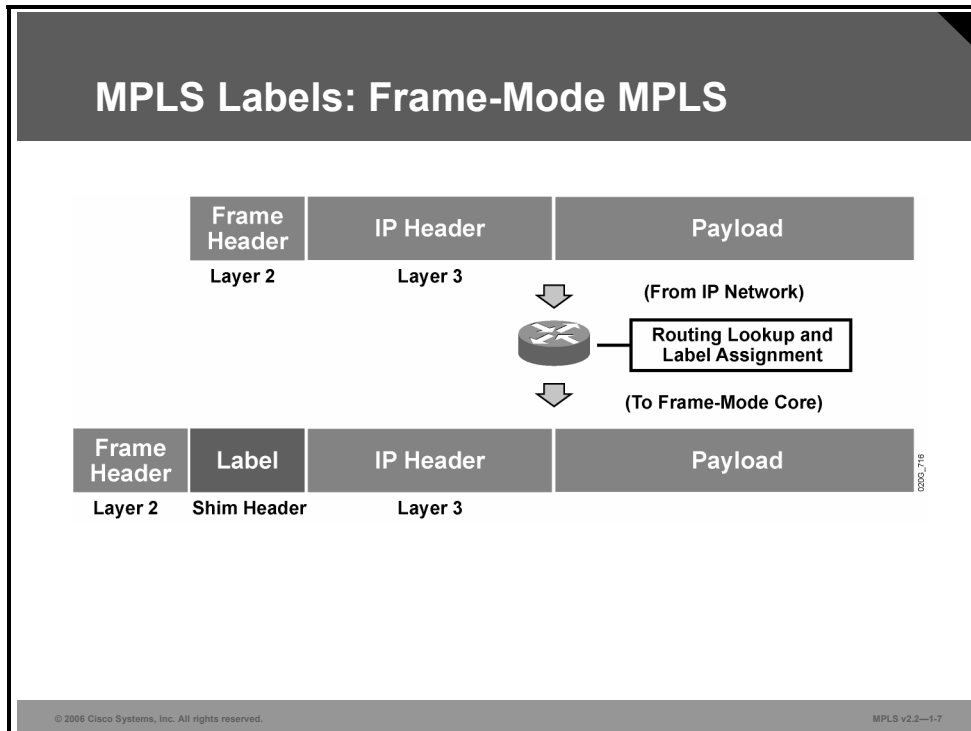 MPLS Labels: Frame-Mode MPLS
Frame
Header
IP Header
Payload
Layer 2
Layer 3
(From IP Network)
Routing Lookup and
Label Assignment
(To Frame-Mode Core)
Frame
Header
Label
IP Header
Payload
020G_716
Layer 2
Shim Header
Layer 3
© 2006 Cisco Systems, Inc. All rights reserved.
MPLS v2.2—1-7